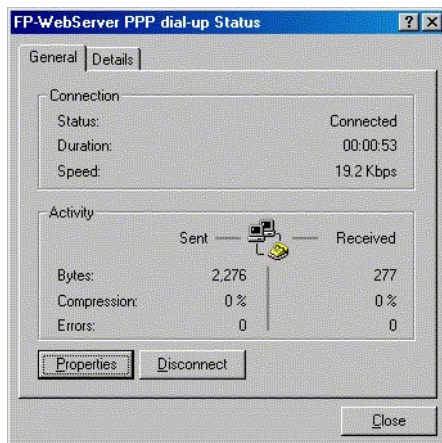 FP-WebServer PPP dial-up Status
General Details
Connection
Status: Connected
Duration: 00:00:53
Speed: 19.2 Kbps
Activity
Sent Received
Bytes: 2,276 277
Compression: 0 % 0 %
Errors: 0 0
Properties Disconnect
Close